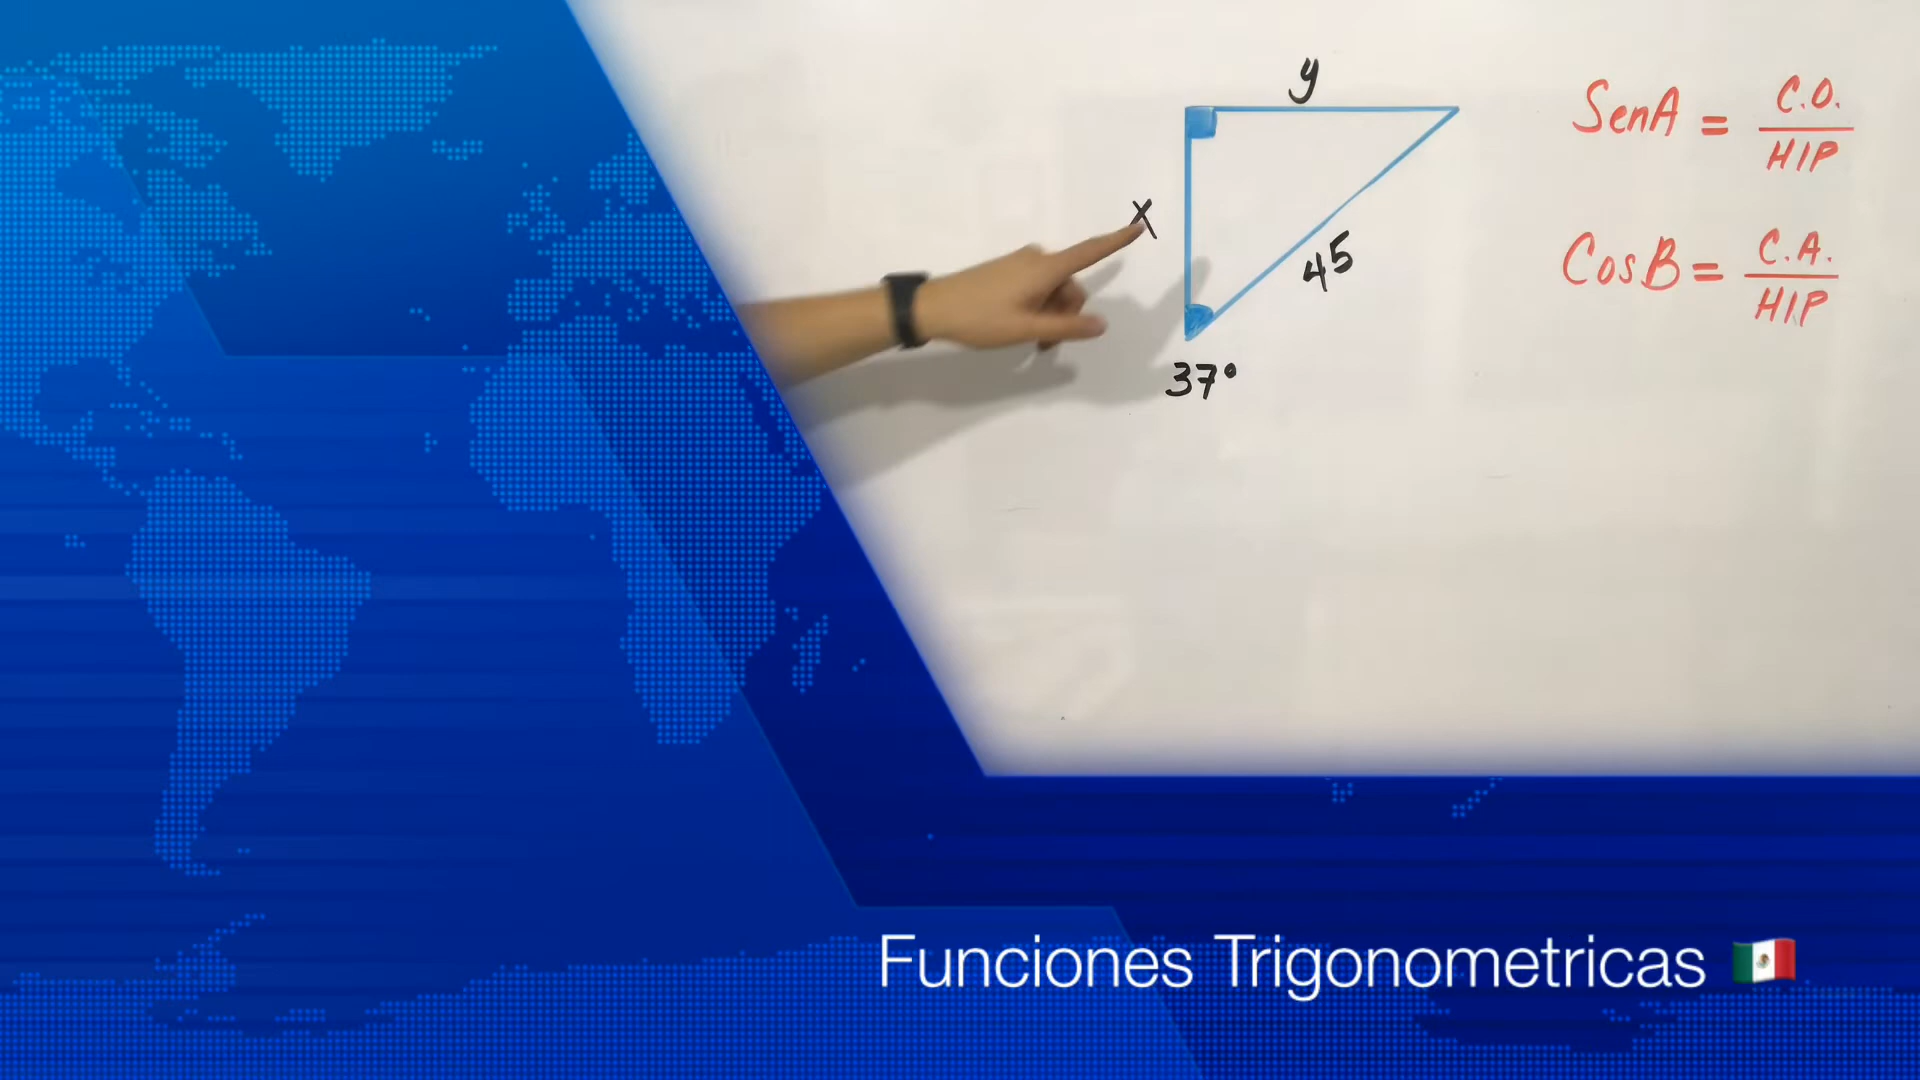 y
x
45
37°
SenA = C.O.
HIP
CosB = C.A.
HIP
Funciones Trigonometricas 🇲🇽